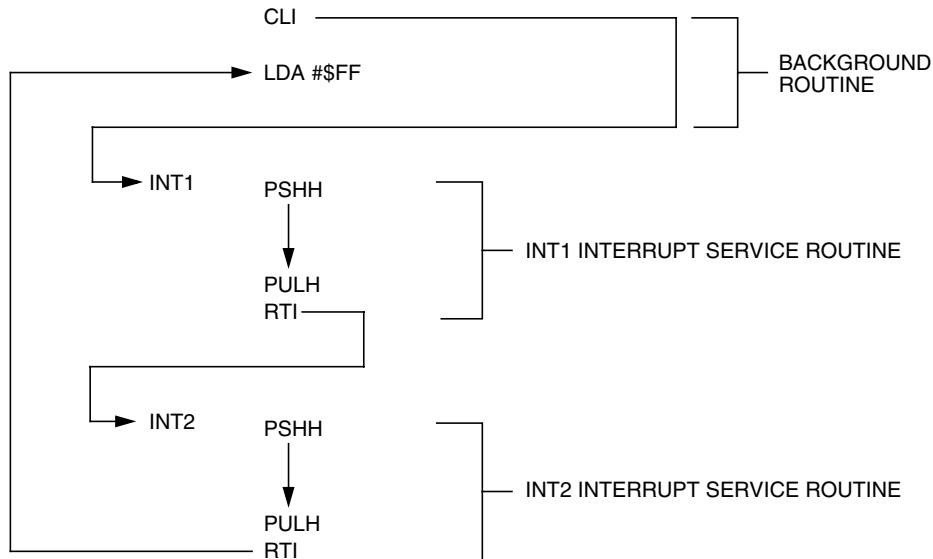 CLI
LDA #$FF
BACKGROUND
ROUTINE
INT1
PSHH
INT1 INTERRUPT SERVICE ROUTINE
PULH
RTI
INT2
PSHH
INT2 INTERRUPT SERVICE ROUTINE
PULH
RTI